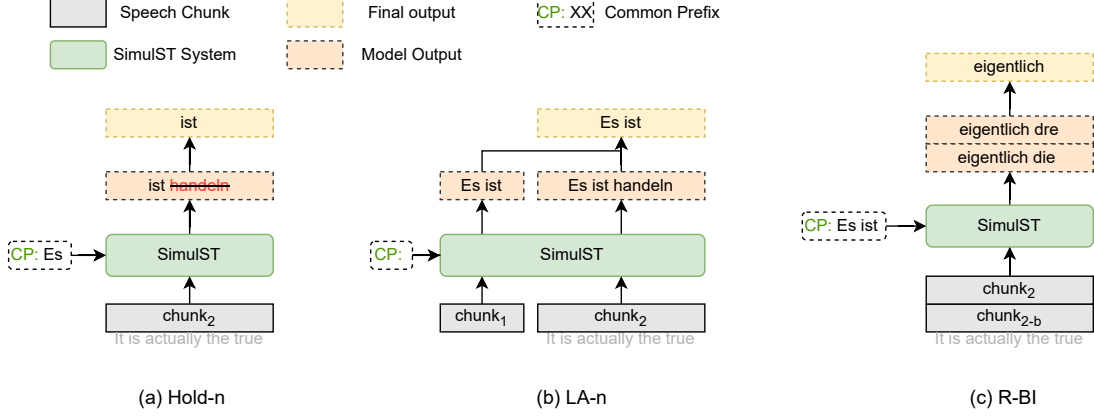 Speech Chunk
Final output
CP: XX
Common Prefix
SimulST System
Model Output
ist
ist handeln
CP: Es
SimulST
chunk2
It is actually the true
(a) Hold-n
Es ist
Es ist
Es ist handeln
CP:
SimulST
chunk1
chunk2
It is actually the true
(b) LA-n
eigentlich
eigentlich dre
eigentlich die
CP: Es ist
SimulST
chunk2
chunk2-b
It is actually the true
(c) R-BI